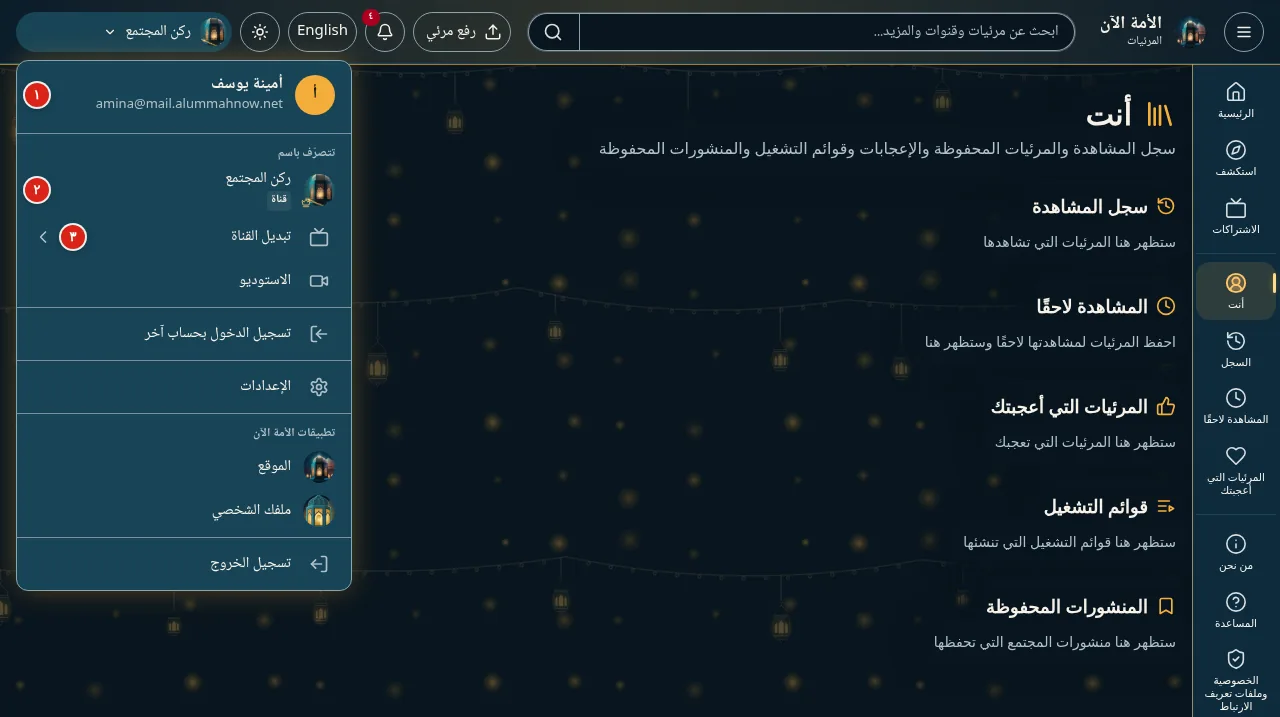 الأمة الآن
المرئيات
ابحث عن مرئيات وقنوات والمزيد...
رفع مرئي
٤
English
ركن المجتمع
الرئيسية
استكشف
الاشتراكات
أنت
السجل
المشاهدة لاحقًا
المرئيات التي
أعجبتك
من نحن
المساعدة
الخصوصية
وملفات تعريف
الارتباط
أنت
سجل المشاهدة والمرئيات المحفوظة والإعجابات وقوائم التشغيل والمنشورات المحفوظة
سجل المشاهدة
ستظهر هنا المرئيات التي تشاهدها
المشاهدة لاحقًا
احفظ المرئيات لمشاهدتها لاحقًا وستظهر هنا
المرئيات التي أعجبتك
ستظهر هنا المرئيات التي تعجبك
قوائم التشغيل
ستظهر هنا قوائم التشغيل التي تنشئها
المنشورات المحفوظة
ستظهر هنا منشورات المجتمع التي تحفظها
أ
أمينة يوسف
amina@mail.alummahnow.net
١
تتصرّف باسم
ركن المجتمع
قناة
٢
تبديل القناة
٣
الاستوديو
تسجيل الدخول بحساب آخر
الإعدادات
تطبيقات الأمة الآن
الموقع
ملفك الشخصي
تسجيل الخروج